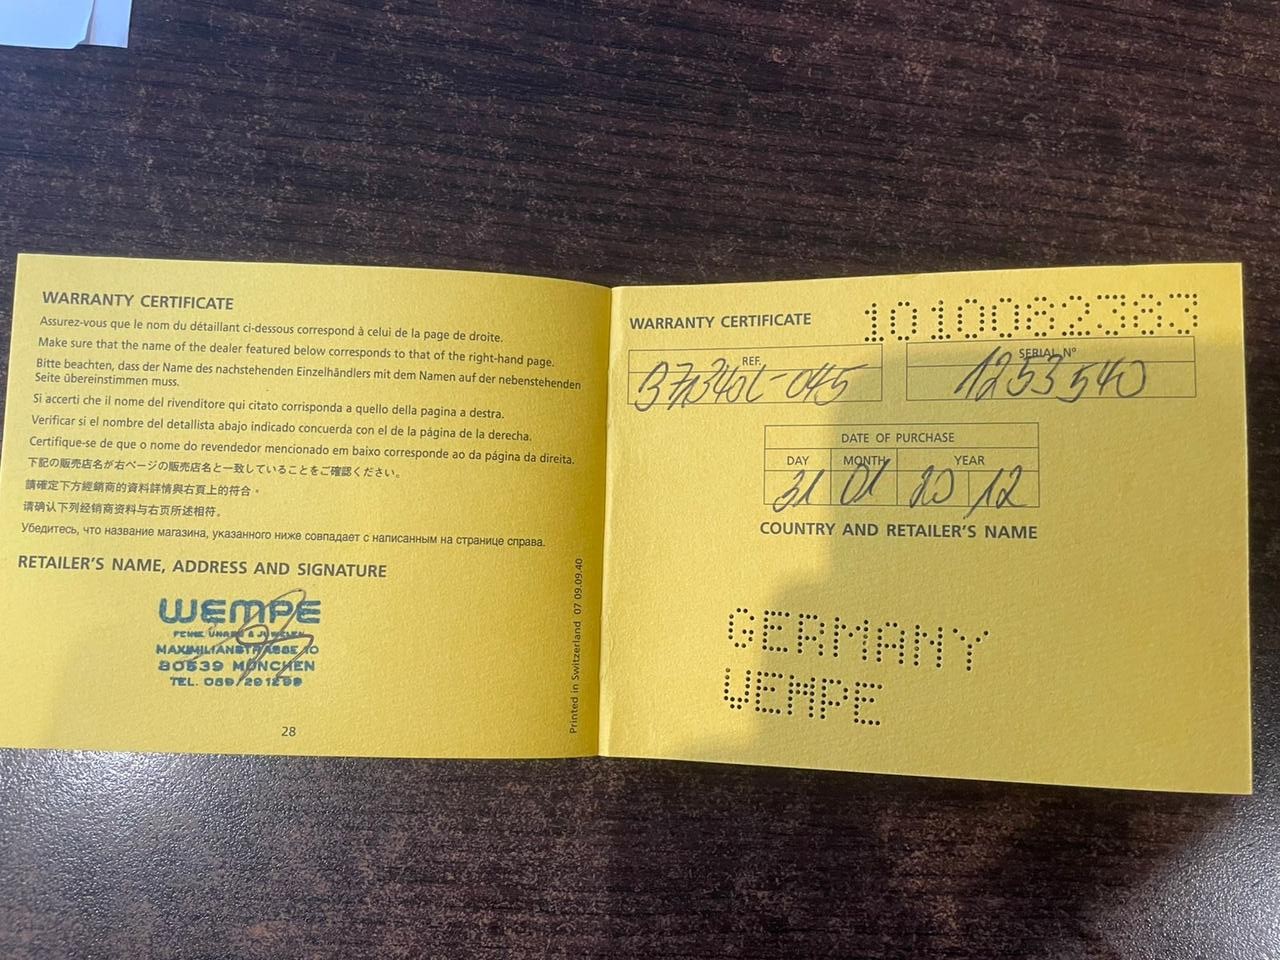 WARRANTY CERTIFICATE
Assurez-vous que le nom du détaillant ci-dessous correspond à celui de la page de droite.
Make sure that the name of the dealer featured below corresponds to that of the right-hand page.
Bitte beachten, dass der Name des nachstehenden Einzelhändlers mit dem Namen auf der nebenstehenden
Seite übereinstimmen muss.
Si accerti che il nome del rivenditore qui citato corrisponda a quello della pagina a destra.
Verificar si el nombre del detallista abajo indicado concuerda con el de la página de la derecha.
Certifique-se de que o nome do revendedor mencionado em baixo corresponde ao da página da direita.
下記の販売店名が右ページの販売店名と一致していることをご確認ください。
請確定下方經銷商的資料詳情與右頁上的符合。
请确认下列经销商资料与右页所述相符。
Убедитесь, что название магазина, указанного ниже совпадает с написанным на странице справа.
RETAILER'S NAME, ADDRESS AND SIGNATURE
WEMPE
FEINE UHREN & JUWELEN
MAXIMILIANSTRASSE 10
80539 MÜNCHEN
TEL. 089/291299
28
Printed in Switzerland 07 09.09.40
WARRANTY CERTIFICATE
1010082383
REF.
SERIAL Nº
1253540
DATE OF PURCHASE
DAY MONTH YEAR
31 01 20 12
COUNTRY AND RETAILER'S NAME
GERMANY
WEMPE